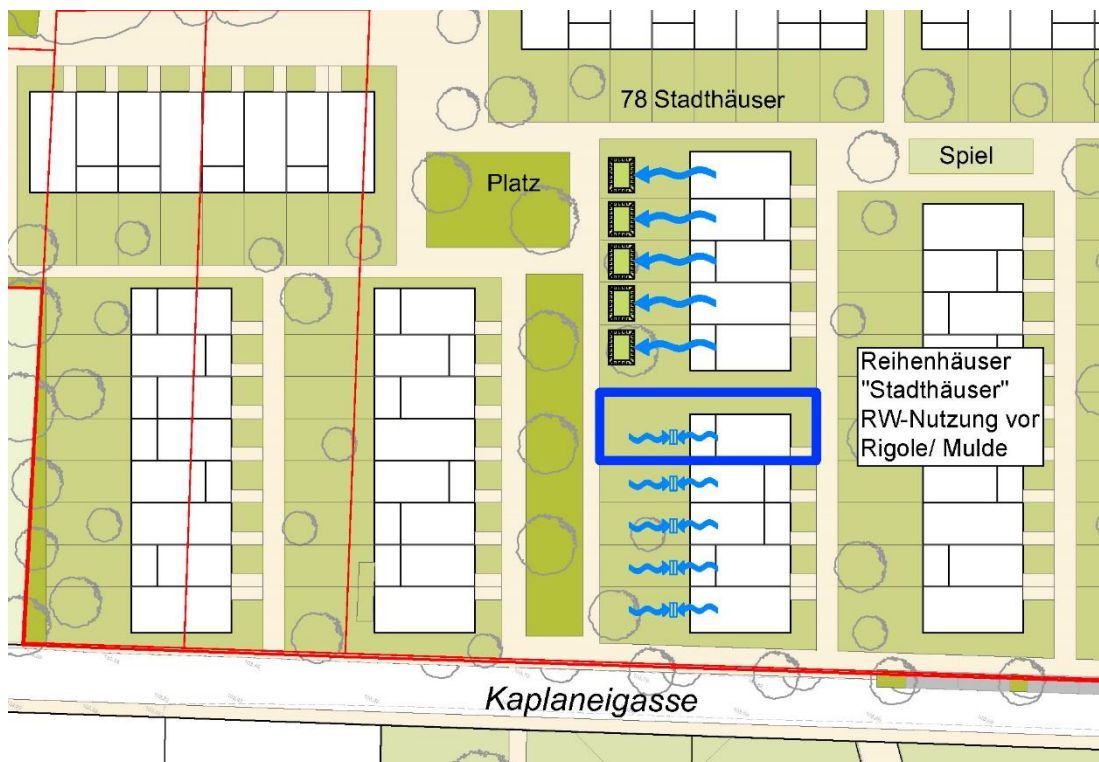 78 Stadthäuser
Spiel
Platz
Reihenhäuser
"Stadthäuser"
RW-Nutzung vor
Rigole/ Mulde
Kaplaneigasse